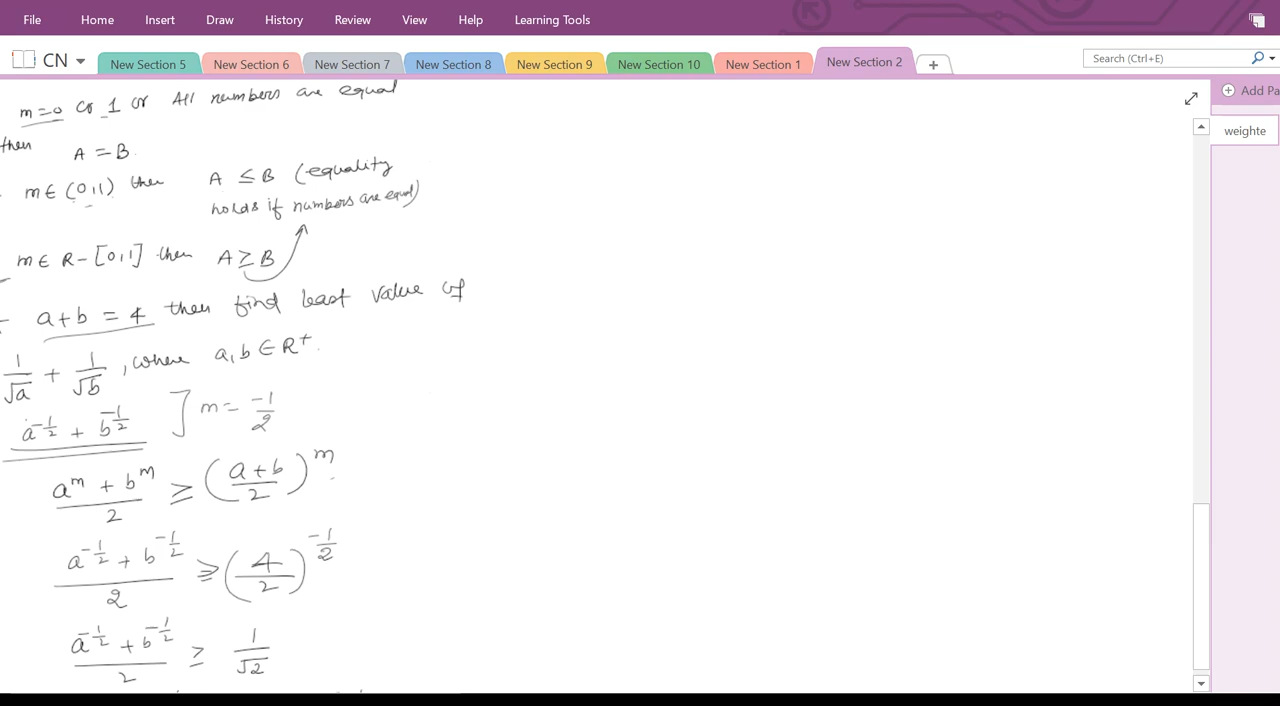 File Home Insert Draw History Review View Help Learning Tools
CN New Section 5 New Section 6 New Section 7 New Section 8 New Section 9 New Section 10 New Section 1 New Section 2 + Search (Ctrl+E)
Add Pa
weighte
m=0 or 1 or All numbers are equal
then A = B.
m ∈ (0,1) then A ≤ B (equality
holds if numbers are equal)
m ∈ R - [0,1] then A ≥ B
a+b = 4 then find least value of
1/√a + 1/√b , where a,b ∈ R⁺.
a^(-1/2) + b^(-1/2) ] m = -1/2
(a^m + b^m)/2 ≥ ((a+b)/2)^m
(a^(-1/2) + b^(-1/2))/2 ≥ (4/2)^(-1/2)
(a^(-1/2) + b^(-1/2))/2 ≥ 1/√2